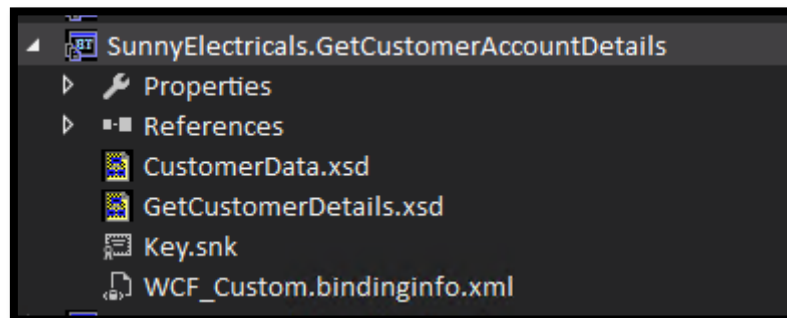 SunnyElectricals.GetCustomerAccountDetails
Properties
References
CustomerData.xsd
GetCustomerDetails.xsd
Key.snk
WCF_Custom.bindinginfo.xml